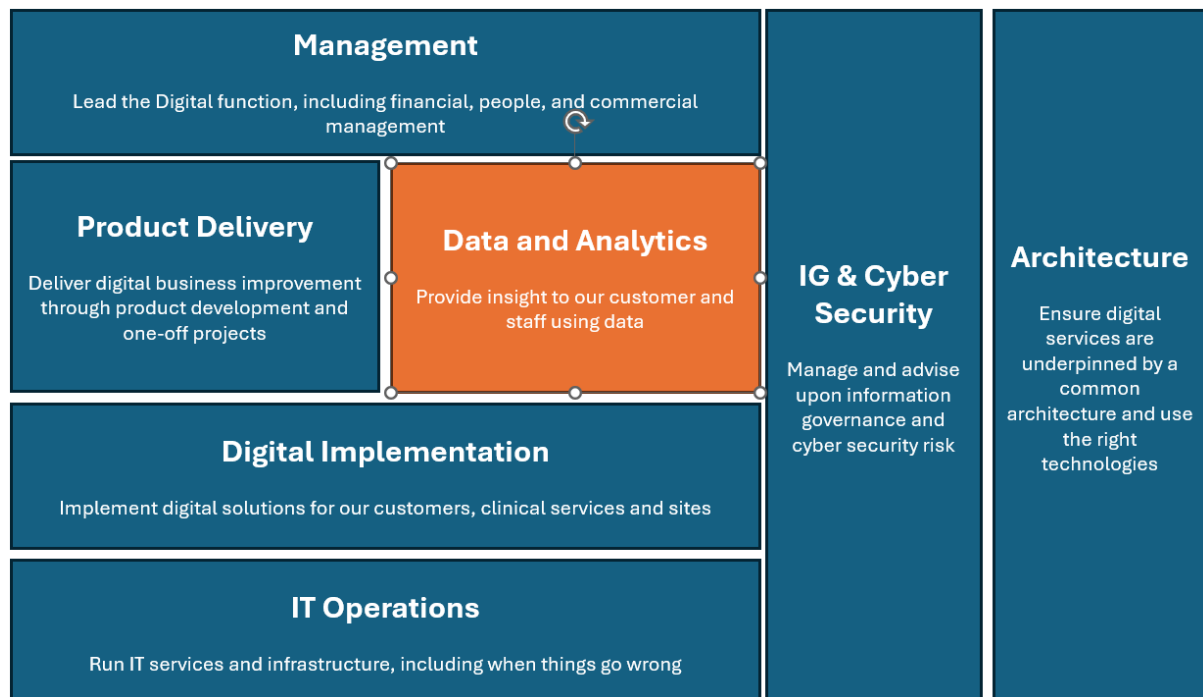 Management
Lead the Digital function, including financial, people, and commercial
management
Product Delivery
Deliver digital business improvement
through product development and
one-off projects
Data and Analytics
Provide insight to our customer and
staff using data
Digital Implementation
Implement digital solutions for our customers, clinical services and sites
IT Operations
Run IT services and infrastructure, including when things go wrong
IG & Cyber
Security
Manage and advise
upon information
governance and
cyber security risk
Architecture
Ensure digital
services are
underpinned by a
common
architecture and use
the right
technologies